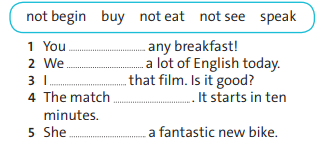 not begin buy not eat not see speak
1 You ........................ any breakfast!
2 We ........................ a lot of English today.
3 I ........................ that film. Is it good?
4 The match ........................ . It starts in ten
minutes.
5 She ........................ a fantastic new bike.